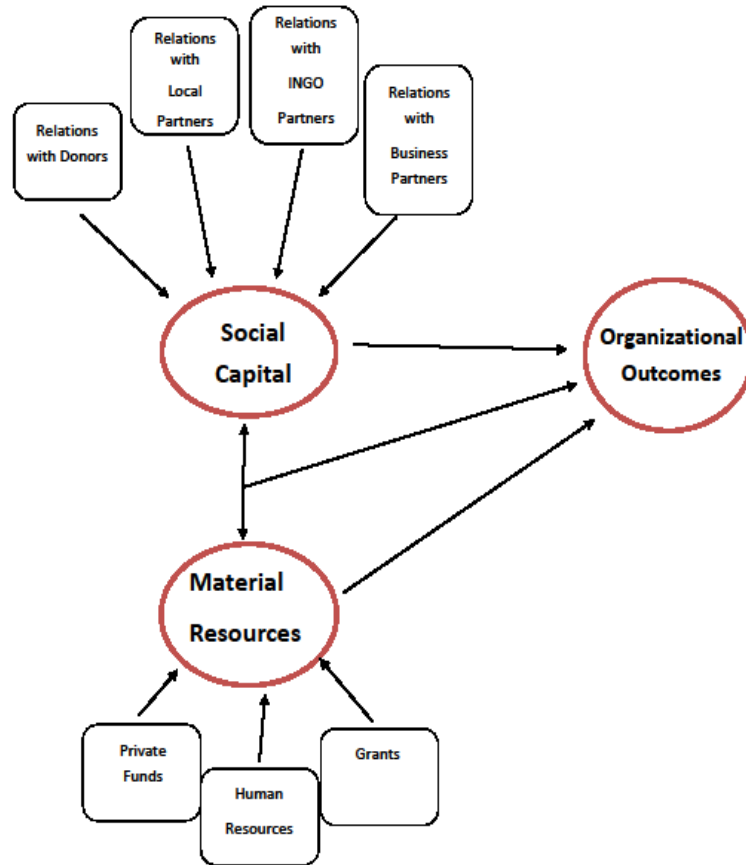 Relations
with Donors
Relations
with
Local
Partners
Relations
with
INGO
Partners
Relations
with
Business
Partners
Social
Capital
Organizational
Outcomes
Material
Resources
Private
Funds
Human
Resources
Grants